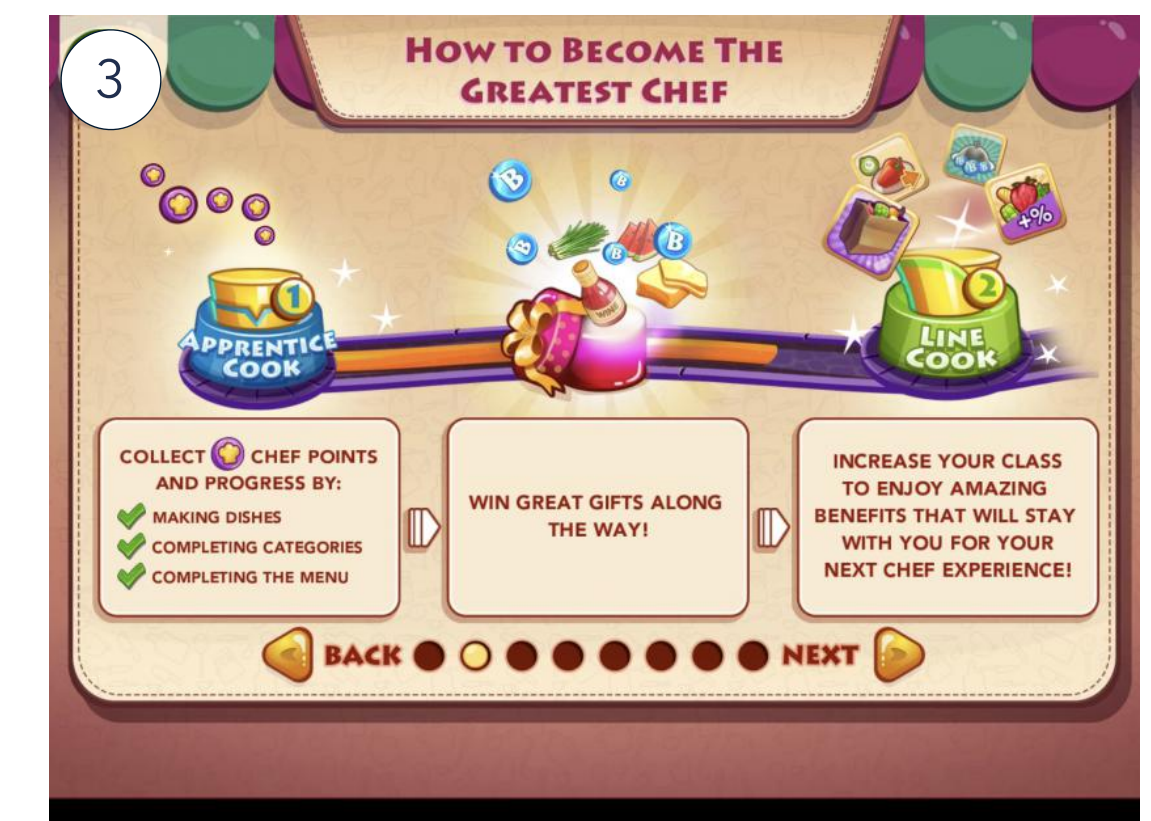 3
HOW TO BECOME THE
GREATEST CHEF
B
B
B
B
B
WINE
+%
1
APPRENTICE
COOK
2
LINE
COOK
COLLECT CHEF POINTS
AND PROGRESS BY:
MAKING DISHES
COMPLETING CATEGORIES
COMPLETING THE MENU
WIN GREAT GIFTS ALONG
THE WAY!
INCREASE YOUR CLASS
TO ENJOY AMAZING
BENEFITS THAT WILL STAY
WITH YOU FOR YOUR
NEXT CHEF EXPERIENCE!
BACK
NEXT